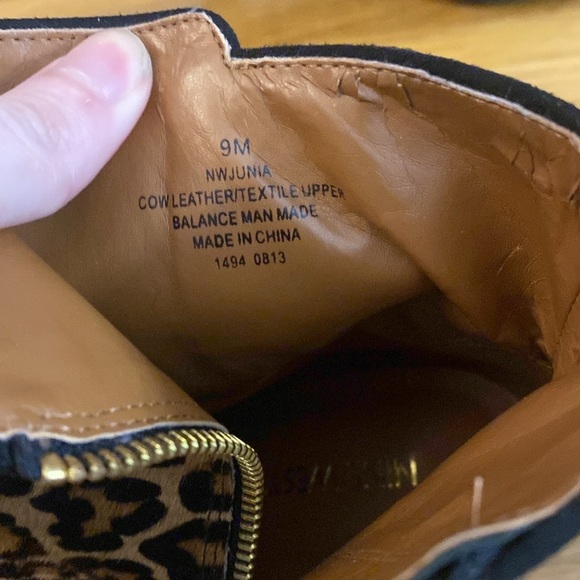 9M
NWJUNIA
COW LEATHER/TEXTILE UPPER
BALANCE MAN MADE
MADE IN CHINA
1494 0813